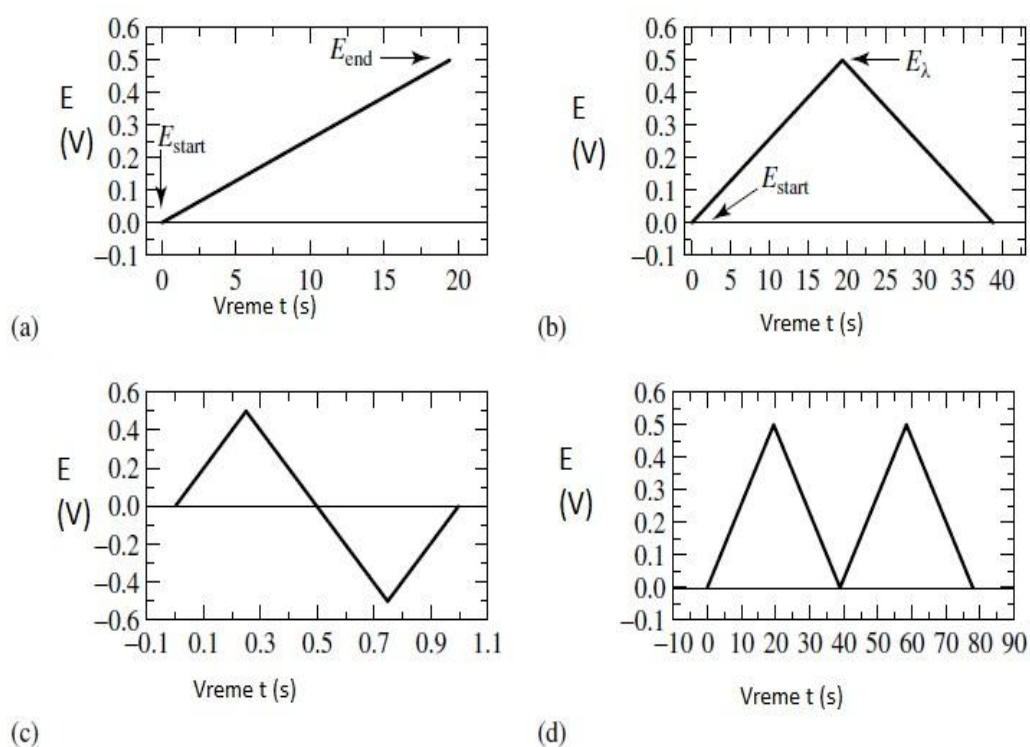 0.6
0.5
0.4
0.3
0.2
0.1
0.0
–0.1
E
(V)
E_end
E_start
0 5 10 15 20
Vreme t (s)
(a)
0.6
0.5
0.4
0.3
0.2
0.1
0.0
–0.1
E
(V)
E_λ
E_start
0 5 10 15 20 25 30 35 40
Vreme t (s)
(b)
0.6
0.4
0.2
0.0
–0.2
–0.4
–0.6
E
(V)
–0.1 0.1 0.3 0.5 0.7 0.9 1.1
Vreme t (s)
(c)
0.6
0.5
0.4
0.3
0.2
0.1
0.0
–0.1
E
(V)
–10 0 10 20 30 40 50 60 70 80 90
Vreme t (s)
(d)